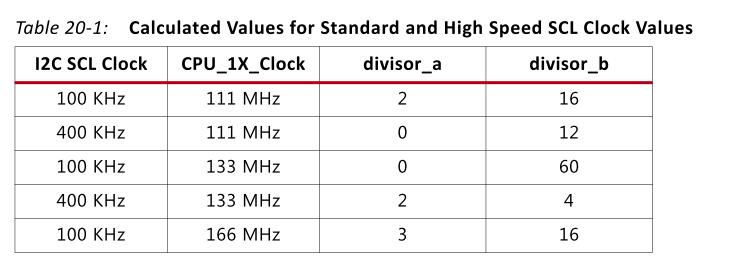 Table 20-1: Calculated Values for Standard and High Speed SCL Clock Values
I2C SCL Clock CPU_1X_Clock divisor_a divisor_b
100 KHz 111 MHz 2 16
400 KHz 111 MHz 0 12
100 KHz 133 MHz 0 60
400 KHz 133 MHz 2 4
100 KHz 166 MHz 3 16